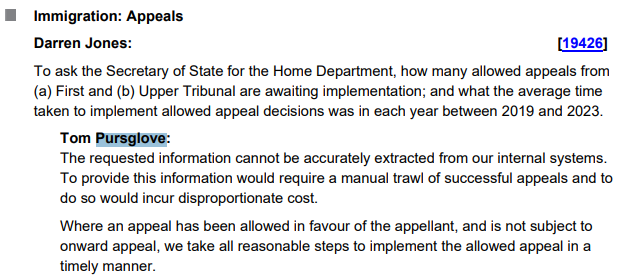 Immigration: Appeals
Darren Jones: [19426]
To ask the Secretary of State for the Home Department, how many allowed appeals from
(a) First and (b) Upper Tribunal are awaiting implementation; and what the average time
taken to implement allowed appeal decisions was in each year between 2019 and 2023.
Tom Pursglove:
The requested information cannot be accurately extracted from our internal systems.
To provide this information would require a manual trawl of successful appeals and to
do so would incur disproportionate cost.
Where an appeal has been allowed in favour of the appellant, and is not subject to
onward appeal, we take all reasonable steps to implement the allowed appeal in a
timely manner.